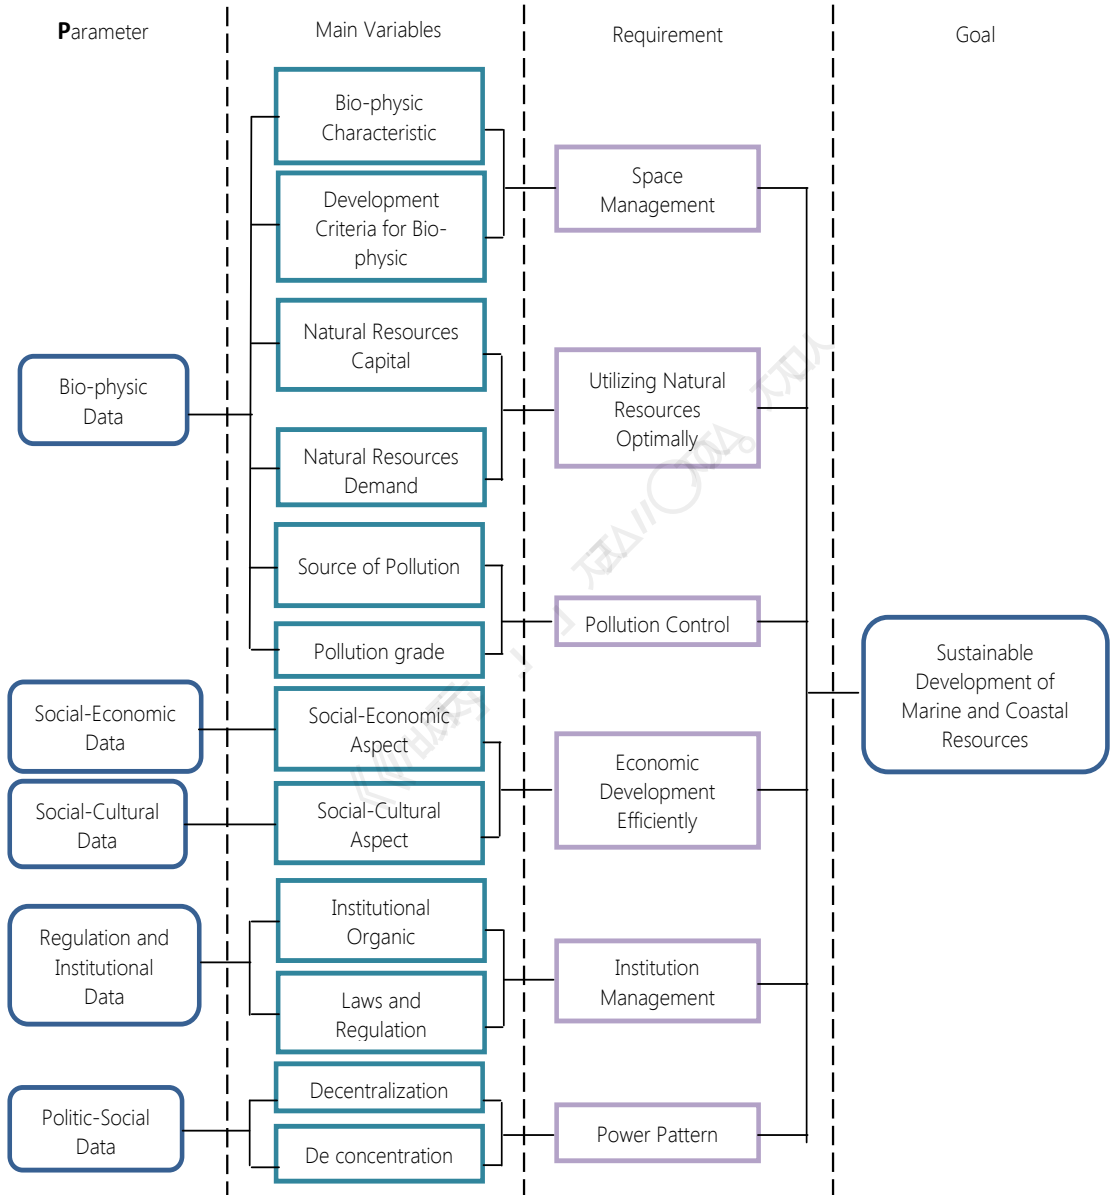 Parameter
Main Variables
Requirement
Goal
Bio-physic
Data
Social-Economic
Data
Social-Cultural
Data
Regulation and
Institutional
Data
Politic-Social
Data
Bio-physic
Characteristic
Development
Criteria for Bio-
physic
Natural Resources
Capital
Natural Resources
Demand
Source of Pollution
Pollution grade
Social-Economic
Aspect
Social-Cultural
Aspect
Institutional
Organic
Laws and
Regulation
Decentralization
De concentration
Space
Management
Utilizing Natural
Resources
Optimally
Pollution Control
Economic
Development
Efficiently
Institution
Management
Power Pattern
Sustainable
Development of
Marine and Coastal
Resources